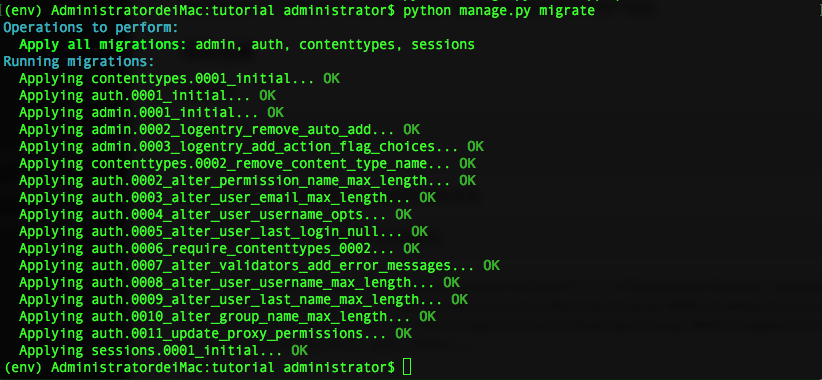 (env) AdministratordeiMac:tutorial administrator$ python manage.py migrate
Operations to perform:
  Apply all migrations: admin, auth, contenttypes, sessions
Running migrations:
  Applying contenttypes.0001_initial... OK
  Applying auth.0001_initial... OK
  Applying admin.0001_initial... OK
  Applying admin.0002_logentry_remove_auto_add... OK
  Applying admin.0003_logentry_add_action_flag_choices... OK
  Applying contenttypes.0002_remove_content_type_name... OK
  Applying auth.0002_alter_permission_name_max_length... OK
  Applying auth.0003_alter_user_email_max_length... OK
  Applying auth.0004_alter_user_username_opts... OK
  Applying auth.0005_alter_user_last_login_null... OK
  Applying auth.0006_require_contenttypes_0002... OK
  Applying auth.0007_alter_validators_add_error_messages... OK
  Applying auth.0008_alter_user_username_max_length... OK
  Applying auth.0009_alter_user_last_name_max_length... OK
  Applying auth.0010_alter_group_name_max_length... OK
  Applying auth.0011_update_proxy_permissions... OK
  Applying sessions.0001_initial... OK
(env) AdministratordeiMac:tutorial administrator$